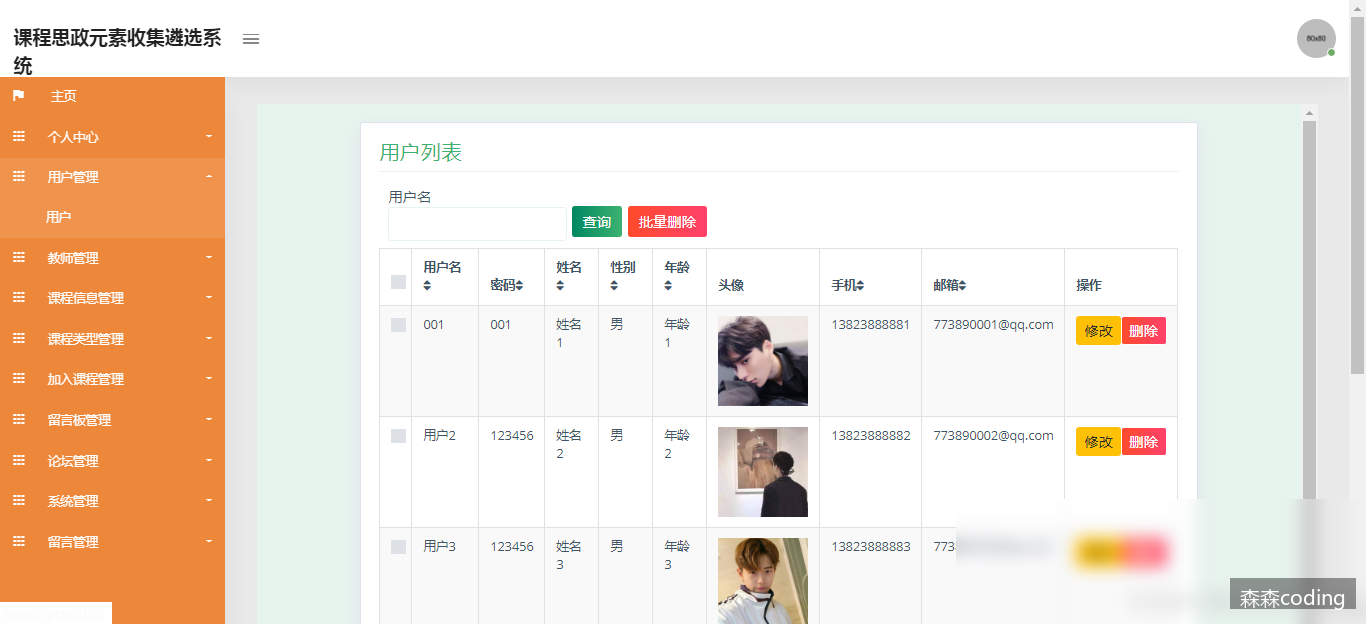 课程思政元素收集遴选系
统
80x80
主页
个人中心
用户管理
用户
教师管理
课程信息管理
课程类型管理
加入课程管理
留言板管理
论坛管理
系统管理
留言管理
用户列表
用户名
查询 批量删除
用户名 密码 姓名 性别 年龄 头像 手机 邮箱 操作
001 001 姓名 男 年龄 13823888881 773890001@qq.com 修改 删除
1 1
用户2 123456 姓名 男 年龄 13823888882 773890002@qq.com 修改 删除
2 2
用户3 123456 姓名 男 年龄 13823888883 773
3 3
森森coding